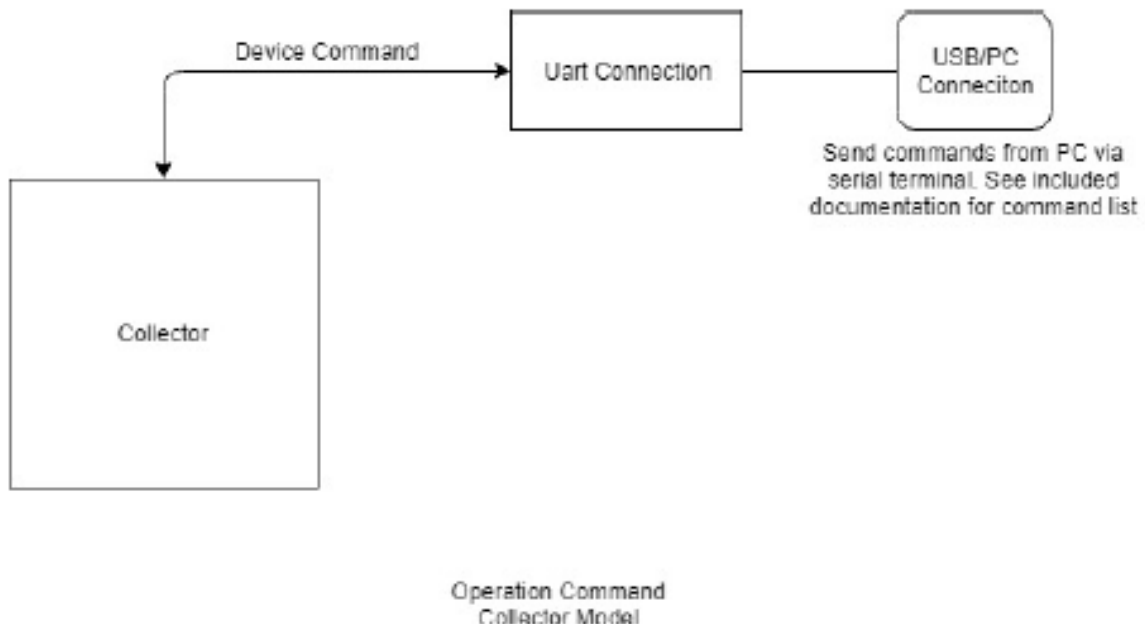 Device Command
Uart Connection
USB/PC
Conneciton
Send commands from PC via
serial terminal. See included
documentation for command list
Collector
Operation Command
Collector Model